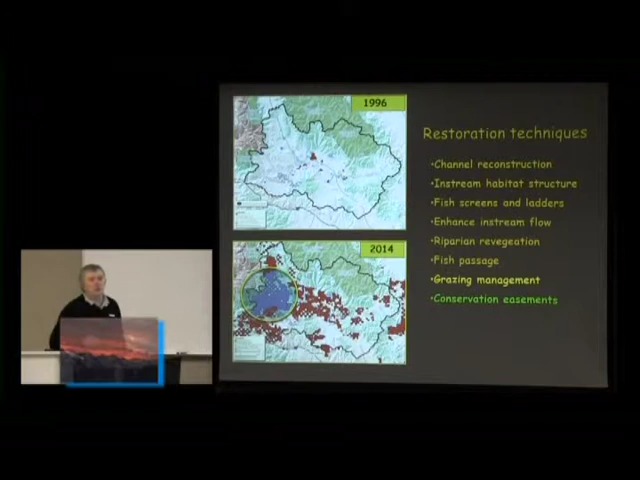 1996
2014
Restoration techniques
•Channel reconstruction
•Instream habitat structure
•Fish screens and ladders
•Enhance instream flow
•Riparian revegeation
•Fish passage
•Grazing management
•Conservation easements